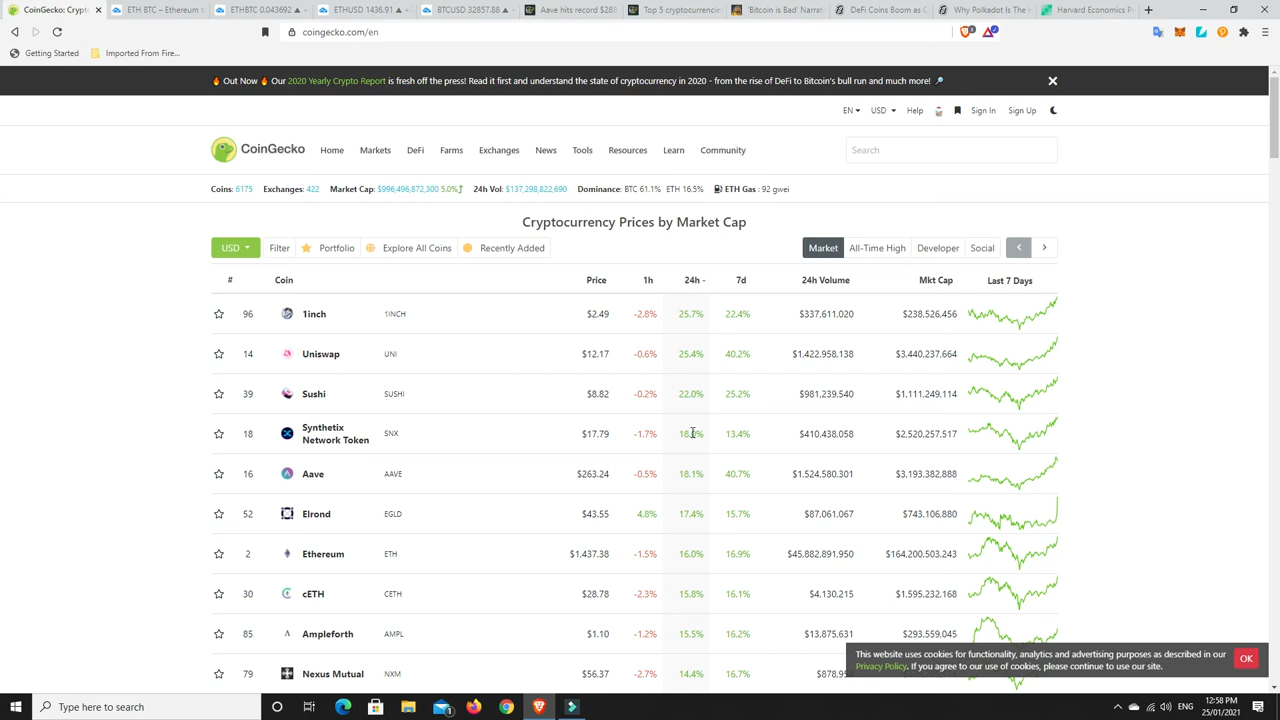 CoinGecko: Crypto
ETH BTC – Ethereum t
ETHBTC 0.043692 ▲
ETHUSD 1436.91 ▲
BTCUSD 32857.88 ▲
Aave hits record $288
Top 5 cryptocurrencie
'Bitcoin is Bad' Narrat
DeFi Coins Boom as C
Why Polkadot Is The H
Harvard Economics P
coingecko.com/en
Getting Started
Imported From Fire...
🔥 Out Now 🔥 Our 2020 Yearly Crypto Report is fresh off the press! Read it first and understand the state of cryptocurrency in 2020 - from the rise of DeFi to Bitcoin's bull run and much more! 🔎
EN USD Help Sign In Sign Up
CoinGecko Home Markets DeFi Farms Exchanges News Tools Resources Learn Community Search
Coins: 6175 Exchanges: 422 Market Cap: $996,496,872,300 5.0% 24h Vol: $137,298,822,690 Dominance: BTC 61.1% ETH 16.5% ETH Gas : 92 gwei
Cryptocurrency Prices by Market Cap
USD Filter Portfolio Explore All Coins Recently Added Market All-Time High Developer Social < >
# Coin Price 1h 24h 7d 24h Volume Mkt Cap Last 7 Days
96 1inch 1INCH $2.49 -2.8% 25.7% 22.4% $337,611,020 $238,526,456
14 Uniswap UNI $12.17 -0.6% 25.4% 40.2% $1,422,958,138 $3,440,237,664
39 Sushi SUSHI $8.82 -0.2% 22.0% 25.2% $981,239,540 $1,111,249,114
18 Synthetix Network Token SNX $17.79 -1.7% 13.4% $410,438,058 $2,520,257,517
16 Aave AAVE $263.24 -0.5% 18.1% 40.7% $1,524,580,301 $3,193,382,888
52 Elrond EGLD $43.55 4.8% 17.4% 15.7% $87,061,067 $743,106,880
2 Ethereum ETH $1,437.38 -1.5% 16.0% 16.9% $45,882,891,950 $164,200,503,243
30 cETH CETH $28.78 -2.3% 15.8% 16.1% $4,130,215 $1,595,232,168
85 Ampleforth AMPL $1.10 -1.2% 15.5% 16.2% $13,875,631 $293,559,045
79 Nexus Mutual NXM $56.37 -2.7% 14.4% 16.7%
This website uses cookies for functionality, analytics and advertising purposes as described in our
Privacy Policy. If you agree to our use of cookies, please continue to use our site.
OK
Type here to search
ENG
12:58 PM
25/01/2021